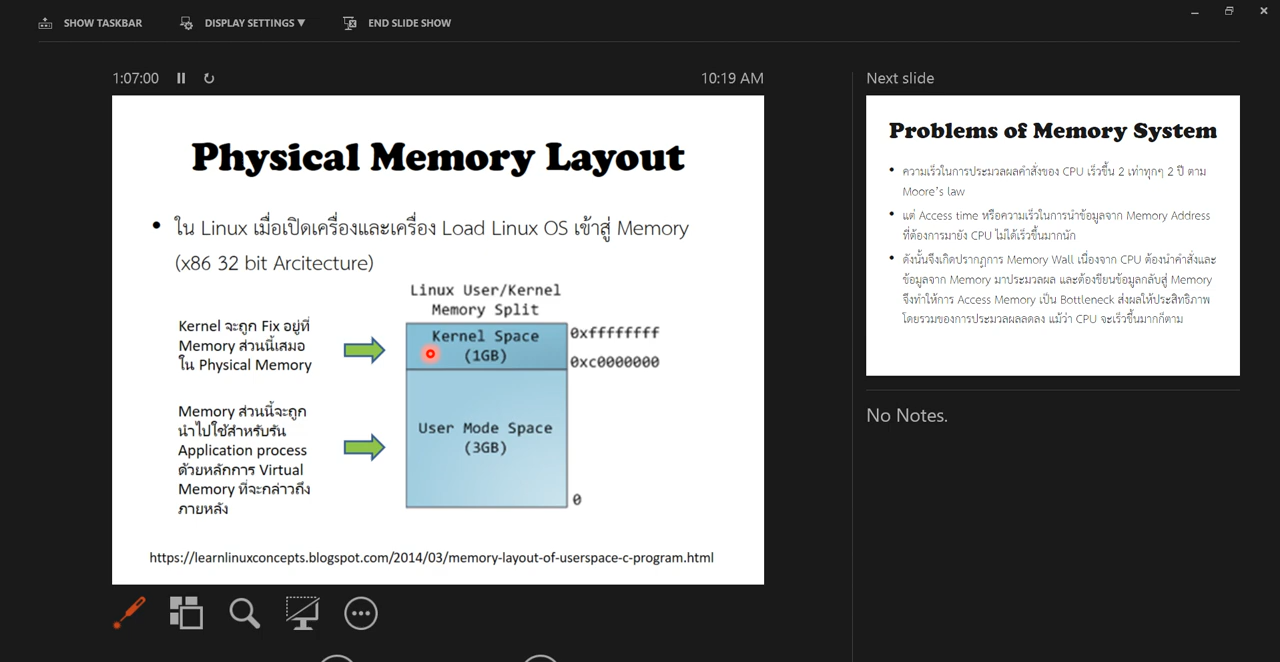 SHOW TASKBAR
DISPLAY SETTINGS ▼
END SLIDE SHOW
1:07:00
10:19 AM
Physical Memory Layout
• ใน Linux เมื่อเปิดเครื่องและเครื่อง Load Linux OS เข้าสู่ Memory
(x86 32 bit Arcitecture)
Linux User/Kernel
Memory Split
Kernel จะถูก Fix อยู่ที่
Memory ส่วนนี้เสมอ
ใน Physical Memory
Kernel Space
(1GB)
0xffffffff
0xc0000000
Memory ส่วนนี้จะถูก
นำไปใช้สำหรับรัน
Application process
ด้วยหลักการ Virtual
Memory ที่จะกล่าวถึง
ภายหลัง
User Mode Space
(3GB)
0
https://learnlinuxconcepts.blogspot.com/2014/03/memory-layout-of-userspace-c-program.html
Next slide
Problems of Memory System
• ความเร็วในการประมวลผลคำสั่งของ CPU เร็วขึ้น 2 เท่าทุกๆ 2 ปี ตาม
Moore's law
• แต่ Access time หรือความเร็วในการนำข้อมูลจาก Memory Address
ที่ต้องการมายัง CPU ไม่ได้เร็วขึ้นมากนัก
• ดังนั้นจึงเกิดปรากฏการ Memory Wall เนื่องจาก CPU ต้องนำคำสั่งและ
ข้อมูลจาก Memory มาประมวลผล และต้องเขียนข้อมูลกลับสู่ Memory
จึงทำให้การ Access Memory เป็น Bottleneck ส่งผลให้ประสิทธิภาพ
โดยรวมของการประมวลผลลดลง แม้ว่า CPU จะเร็วขึ้นมากก็ตาม
No Notes.